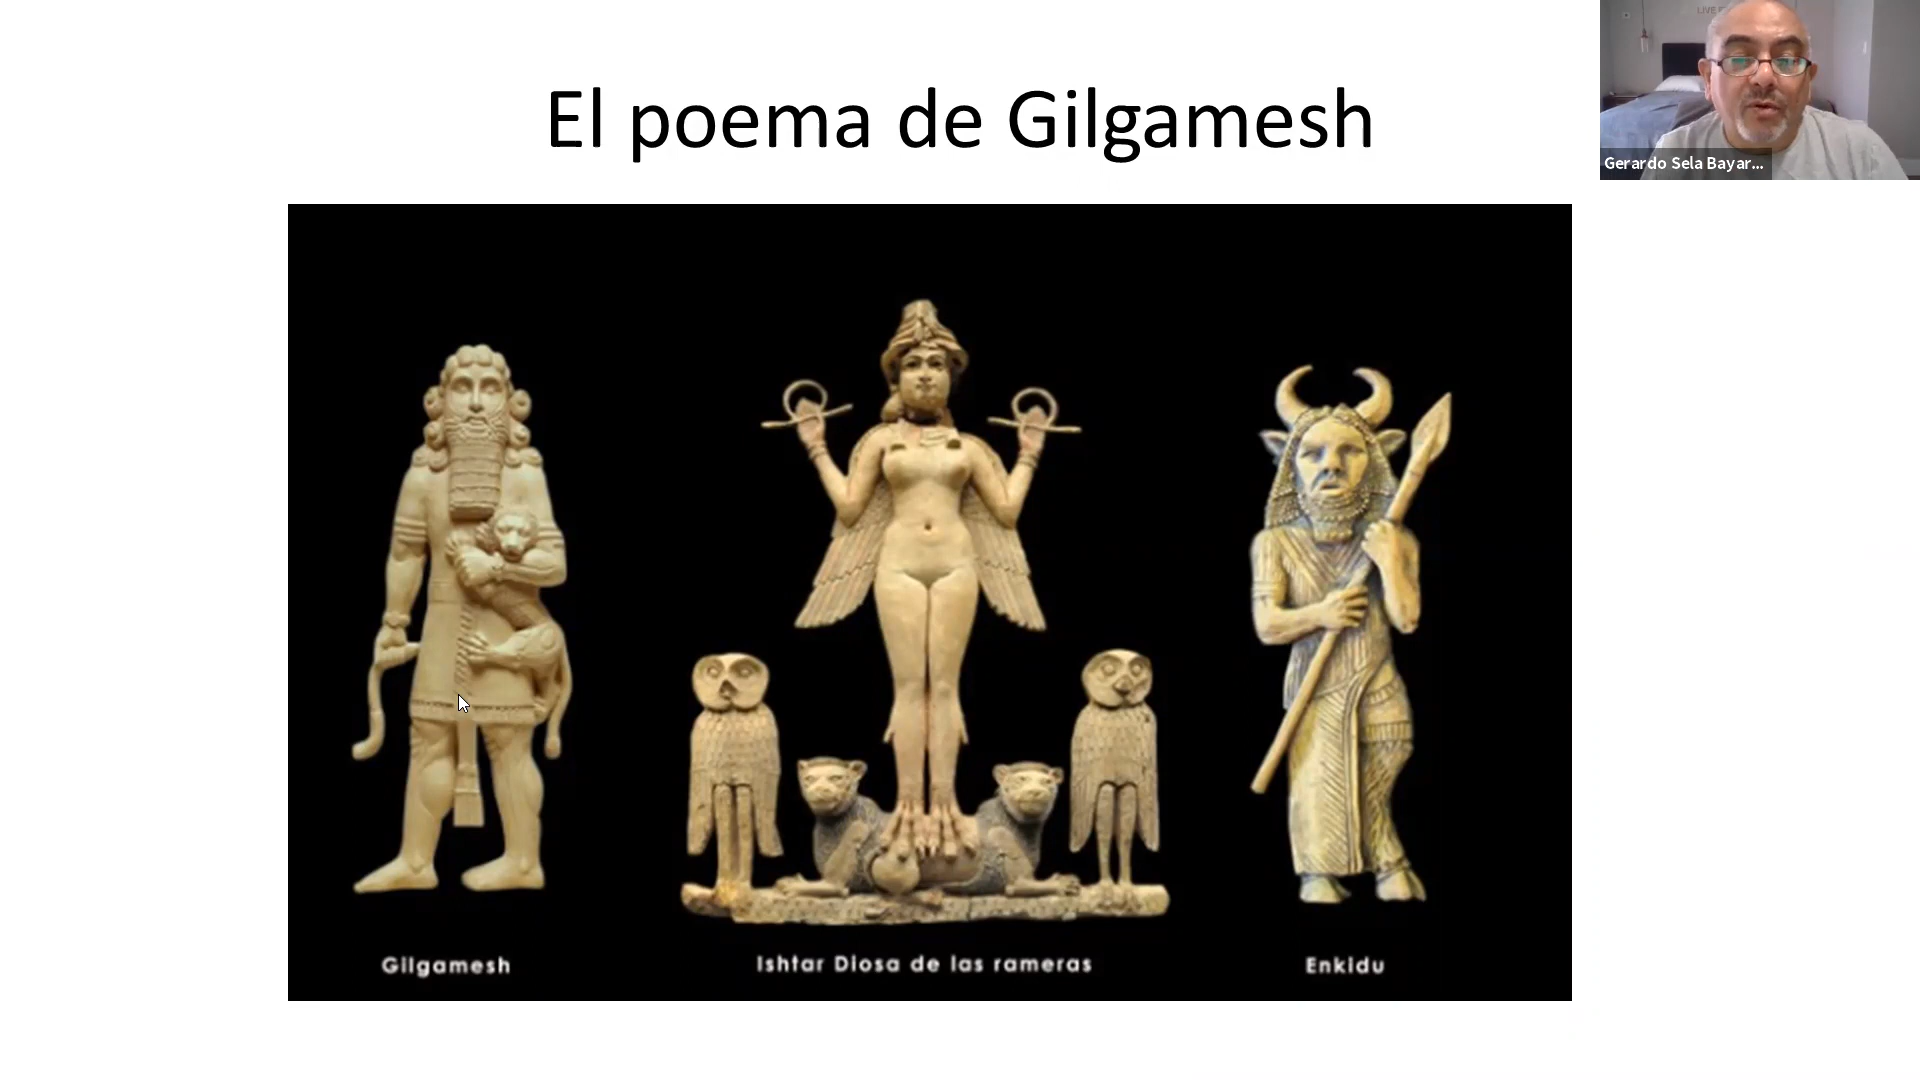 El poema de Gilgamesh
Gerardo Sela Bayar...
Gilgamesh
Ishtar Diosa de las rameras
Enkidu